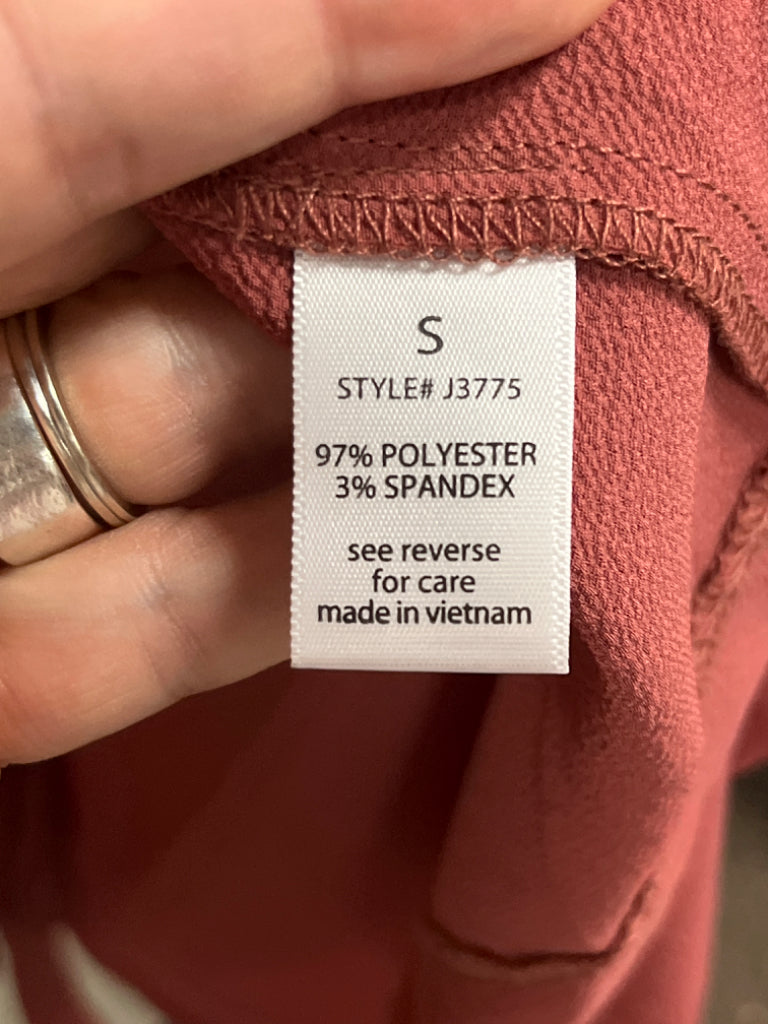 S
STYLE# J3775
97% POLYESTER
3% SPANDEX
see reverse
for care
made in vietnam